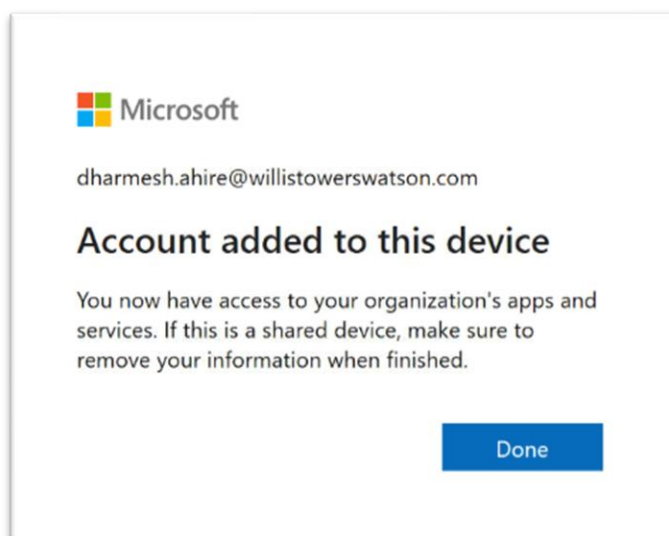 Microsoft
dharmesh.ahire@willistowerswatson.com
Account added to this device
You now have access to your organization's apps and
services. If this is a shared device, make sure to
remove your information when finished.
Done